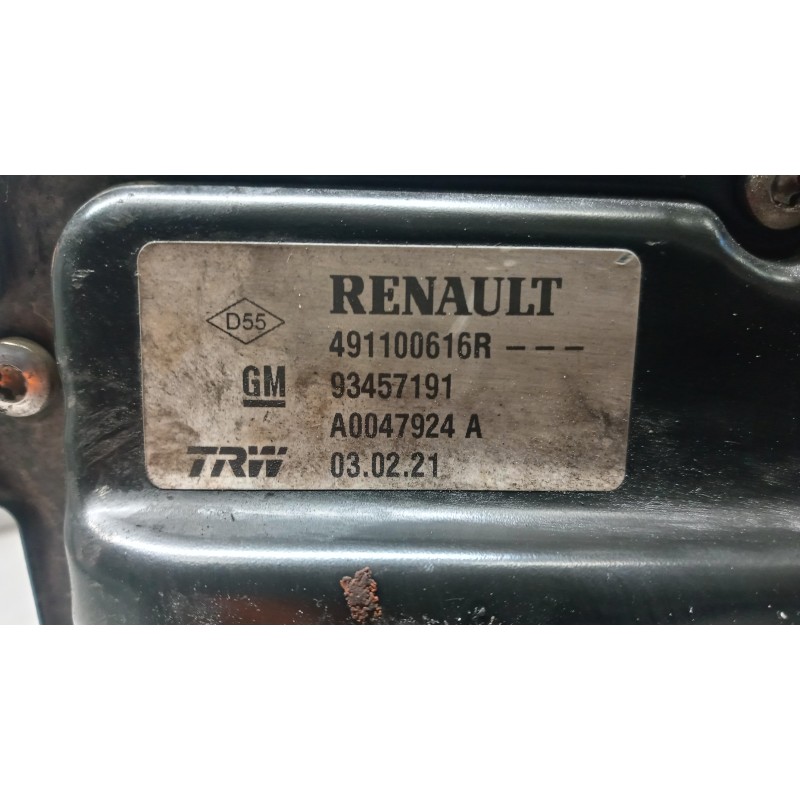 RENAULT
D55
491100616R ---
GM 93457191
A0047924 A
TRW 03.02.21